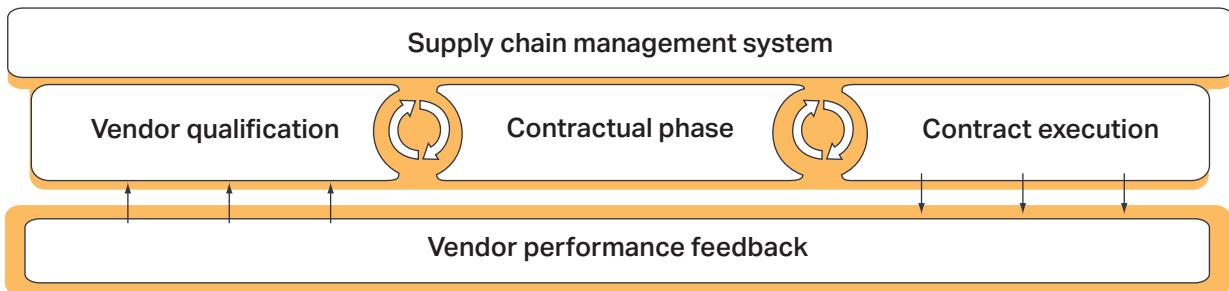 Supply chain management system
Vendor qualification
Contractual phase
Contract execution
Vendor performance feedback